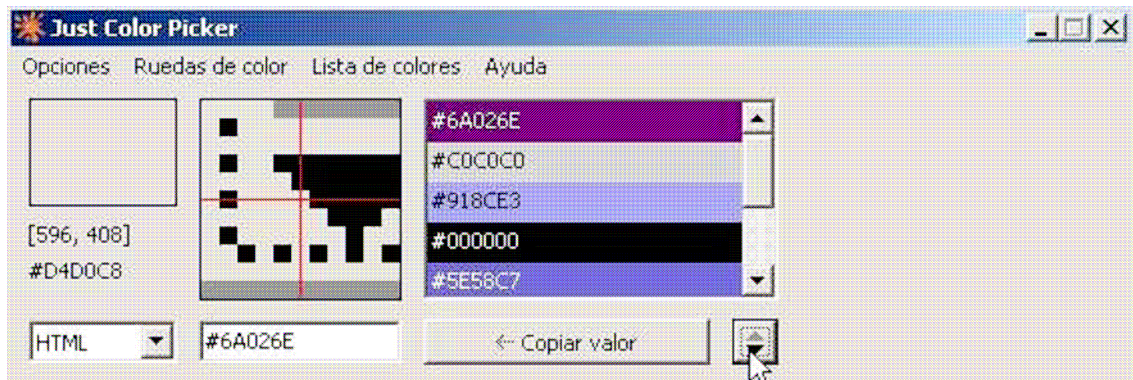 Just Color Picker
Opciones Ruedas de color Lista de colores Ayuda
#6A026E
#C0C0C0
#918CE3
#000000
#5E58C7
[596, 408]
#D4D0C8
HTML #6A026E <- Copiar valor